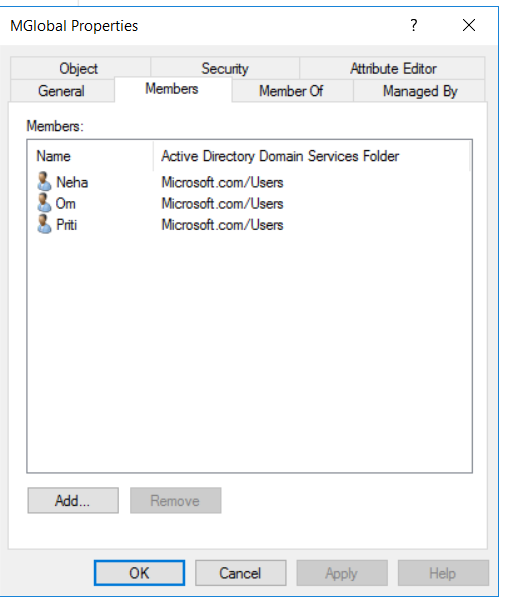 MGlobal Properties ? ×
Object Security Attribute Editor
General Members Member Of Managed By
Members:
Name Active Directory Domain Services Folder
Neha Microsoft.com/Users
Om Microsoft.com/Users
Priti Microsoft.com/Users
Add... Remove
OK Cancel Apply Help